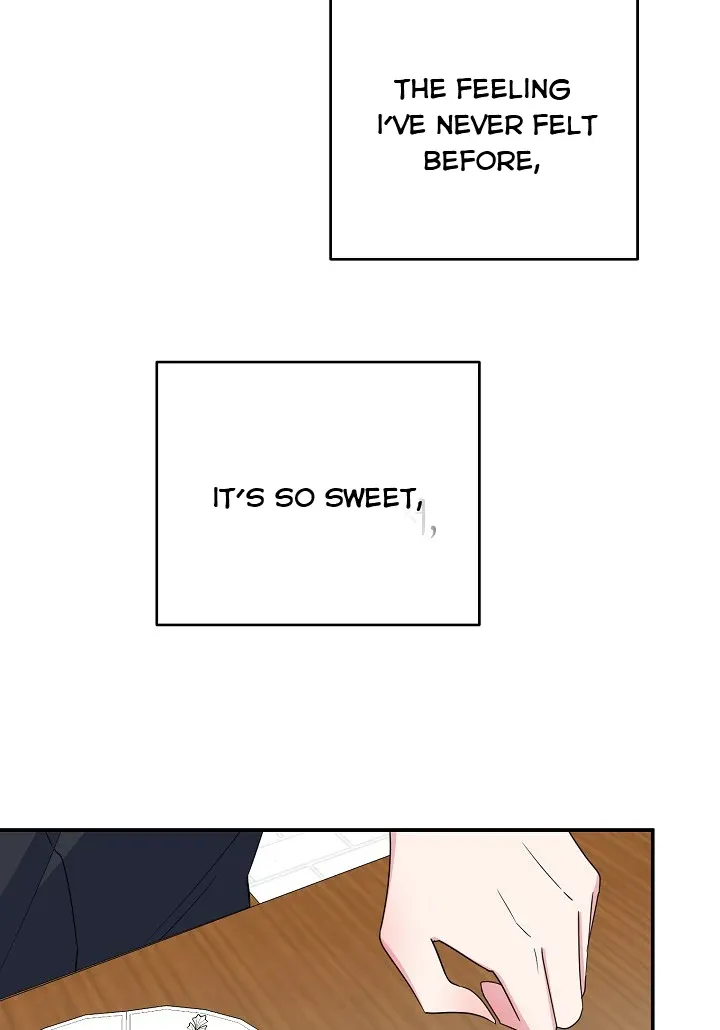 THE FEELING
I'VE NEVER FELT
BEFORE,
IT'S SO SWEET,